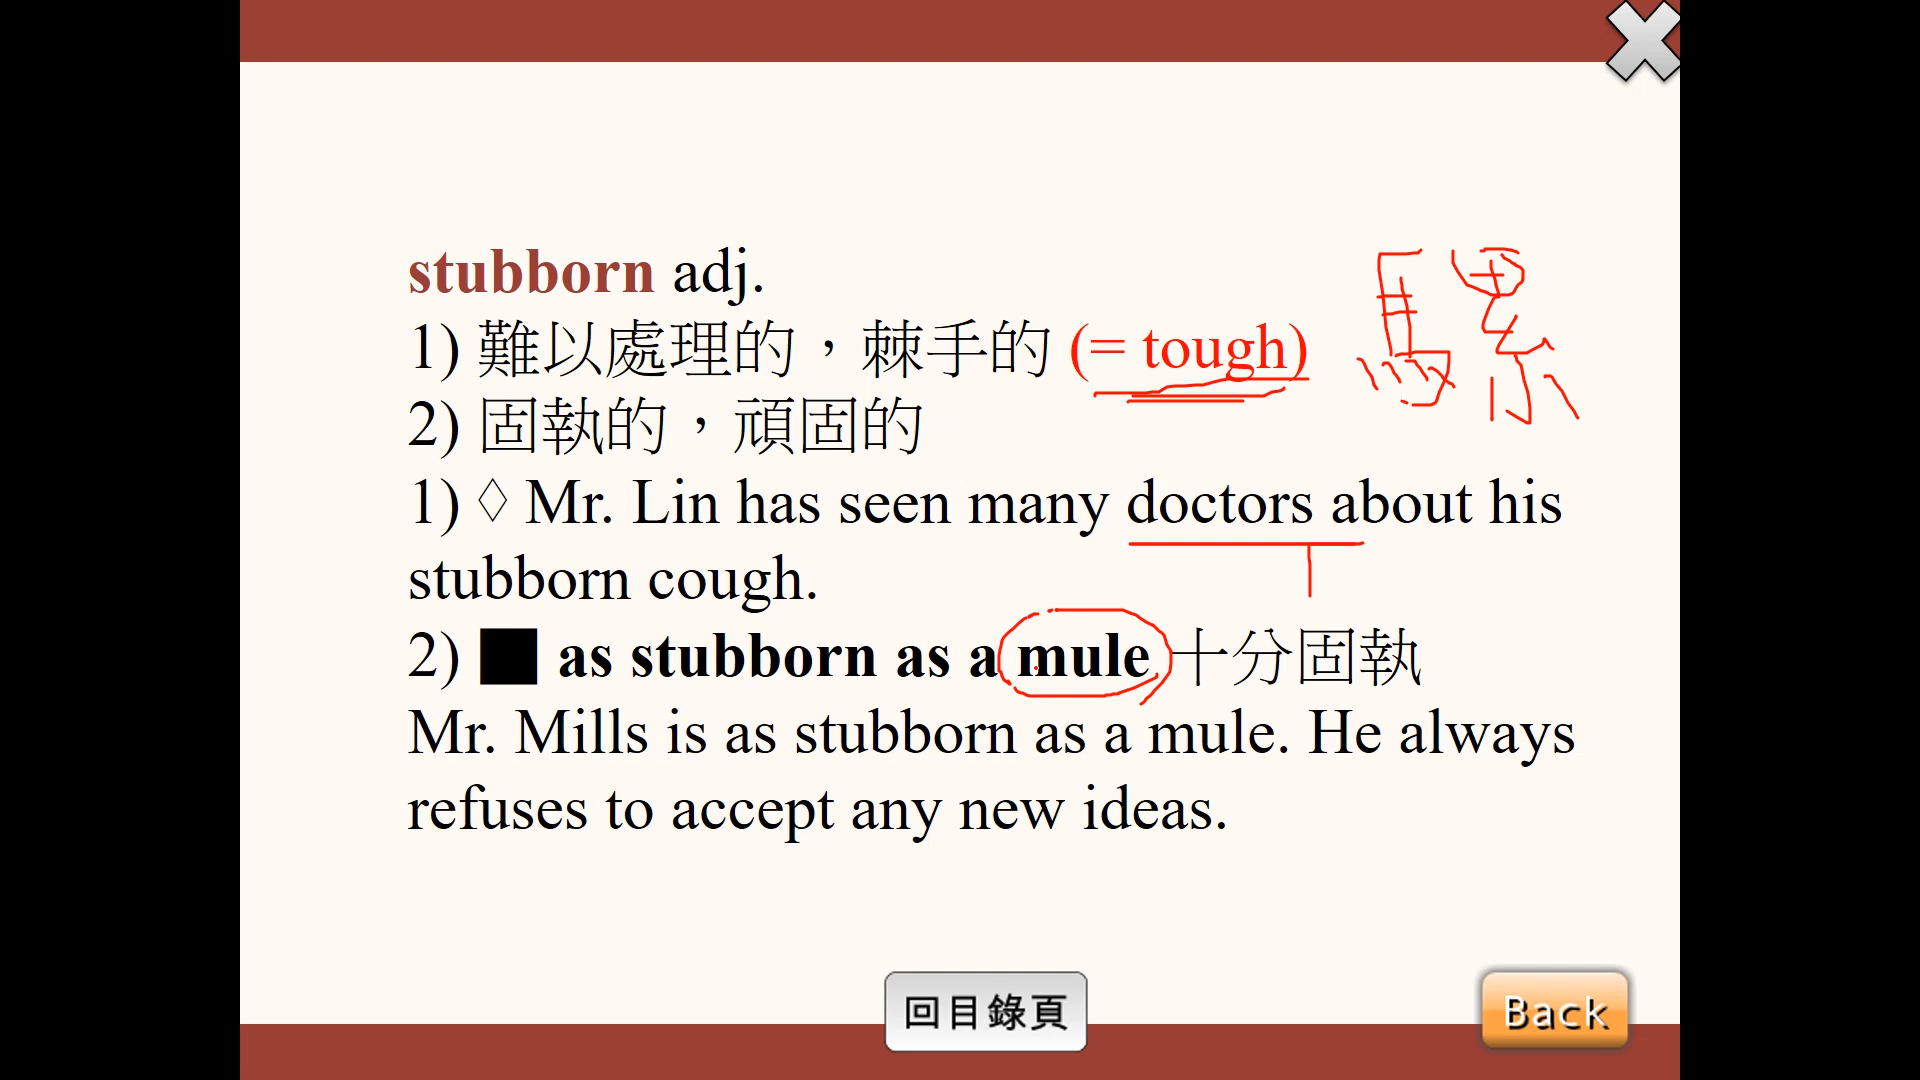 stubborn adj.
1) 難以處理的，棘手的 (= tough)
騾
2) 固執的，頑固的
1) ♢ Mr. Lin has seen many doctors about his
stubborn cough.
2) ■ as stubborn as a mule 十分固執
Mr. Mills is as stubborn as a mule. He always
refuses to accept any new ideas.
回目錄頁
Back